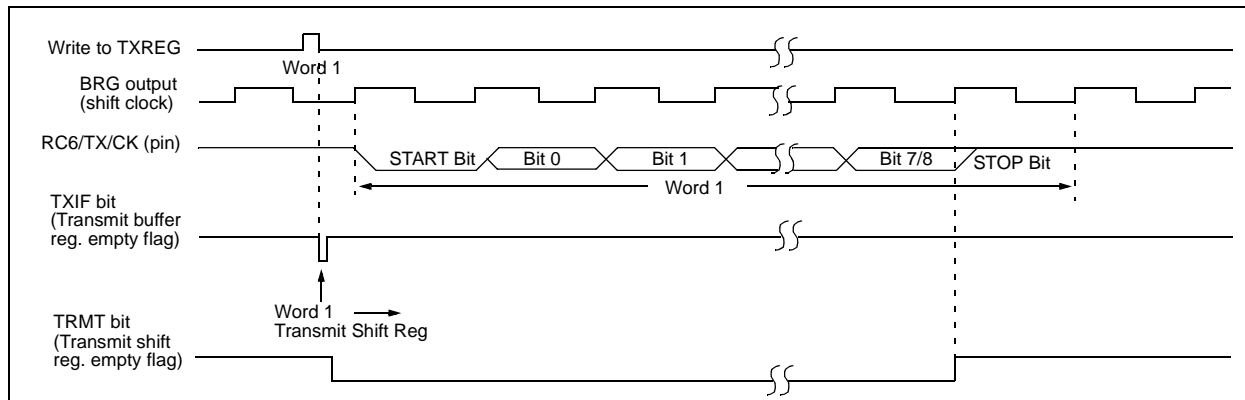 Write to TXREG
Word 1
BRG output
(shift clock)
RC6/TX/CK (pin)
START Bit
Bit 0
Bit 1
Bit 7/8
STOP Bit
Word 1
TXIF bit
(Transmit buffer
reg. empty flag)
Word 1
Transmit Shift Reg
TRMT bit
(Transmit shift
reg. empty flag)